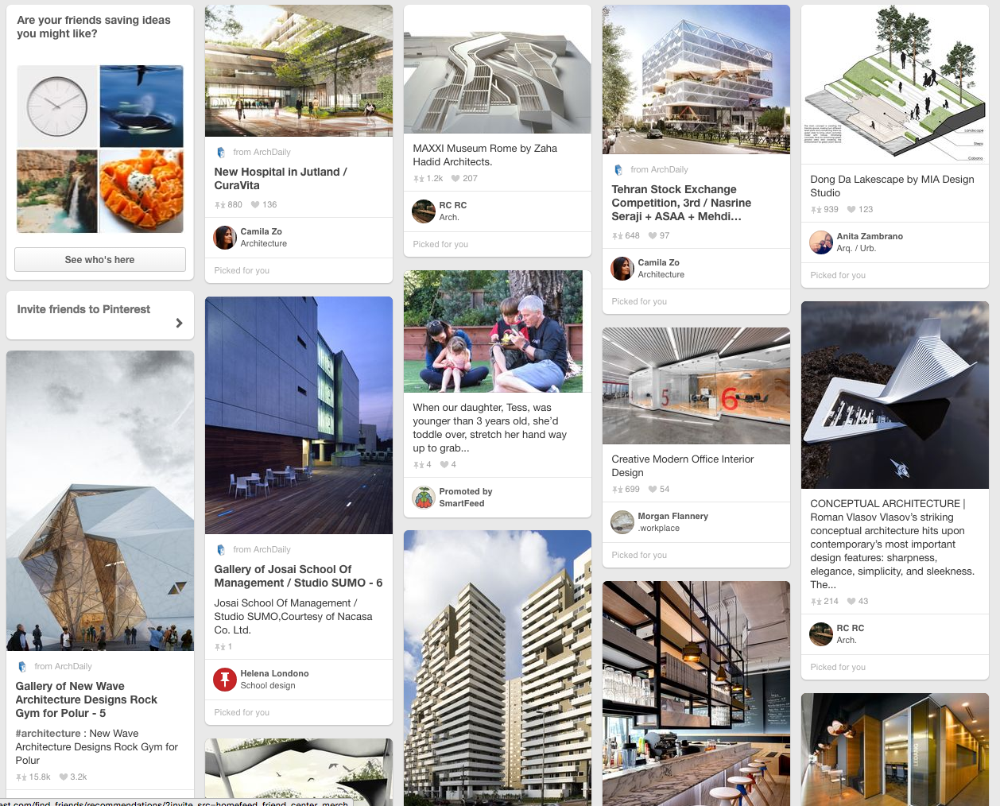 Are your friends saving ideas
you might like?
See who's here
Invite friends to Pinterest
from ArchDaily
Gallery of New Wave
Architecture Designs Rock
Gym for Polur - 5
#architecture : New Wave
Architecture Designs Rock Gym for
Polur
15.8k 3.2k
from ArchDaily
New Hospital in Jutland /
CuraVita
880 136
Camila Zo
Architecture
Picked for you
from ArchDaily
Gallery of Josai School Of
Management / Studio SUMO - 6
Josai School Of Management /
Studio SUMO,Courtesy of Nacasa
Co. Ltd.
1
Helena Londono
School design
Picked for you
MAXXI Museum Rome by Zaha
Hadid Architects.
1.2k 207
RC RC
Arch.
Picked for you
When our daughter, Tess, was
younger than 3 years old, she'd
toddle over, stretch her hand way
up to grab...
4 4
Promoted by
SmartFeed
from ArchDaily
Tehran Stock Exchange
Competition, 3rd / Nasrine
Seraji + ASAA + Mehdi...
648 97
Camila Zo
Architecture
Picked for you
5 6
Creative Modern Office Interior
Design
699 54
Morgan Flannery
.workplace
Picked for you
Landscape
Steps
Cabana
Dong Da Lakescape by MIA Design
Studio
939 123
Anita Zambrano
Arq. / Urb.
Picked for you
CONCEPTUAL ARCHITECTURE |
Roman Vlasov Vlasov's striking
conceptual architecture hits upon
contemporary's most important
design features: sharpness,
elegance, simplicity, and sleekness.
The...
214 43
RC RC
Arch.
Picked for you
LEDANG
est.com/find_friends/recommendations/?invite_src=homefeed_friend_center_merch